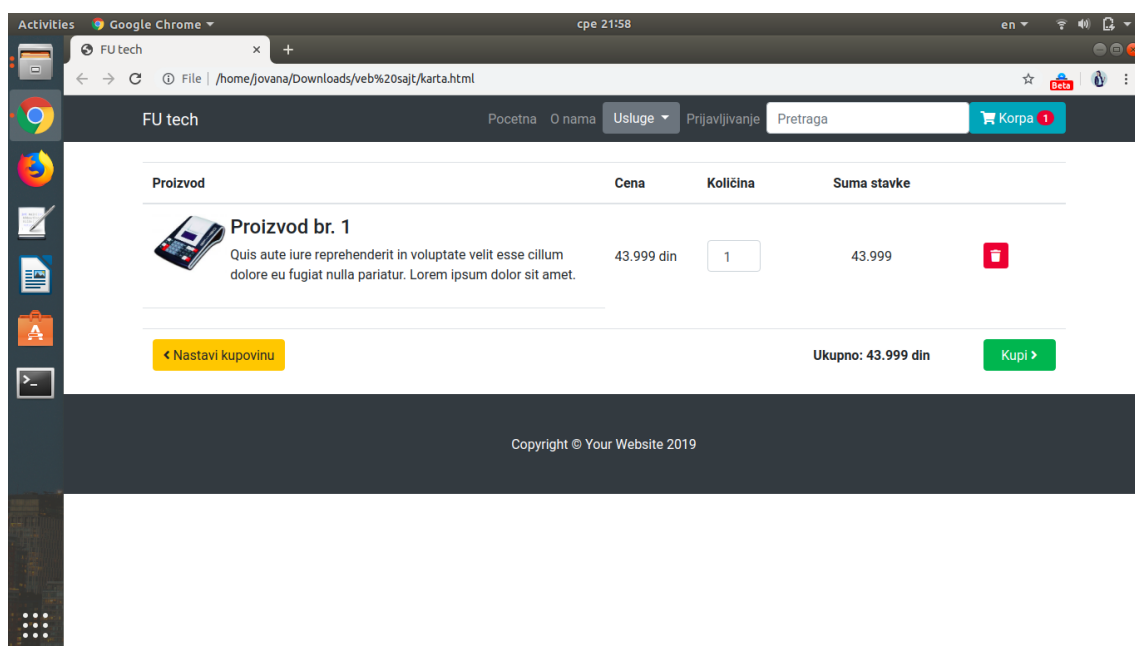 Activities Google Chrome сре 21:58 en
FU tech × +
File | /home/jovana/Downloads/veb%20sajt/karta.html Beta
FU tech Pocetna O nama Usluge Prijavljivanje Pretraga Korpa 1
Proizvod Cena Količina Suma stavke
Proizvod br. 1
Quis aute iure reprehenderit in voluptate velit esse cillum
dolore eu fugiat nulla pariatur. Lorem ipsum dolor sit amet.
43.999 din 1 43.999
Nastavi kupovinu Ukupno: 43.999 din Kupi
Copyright © Your Website 2019